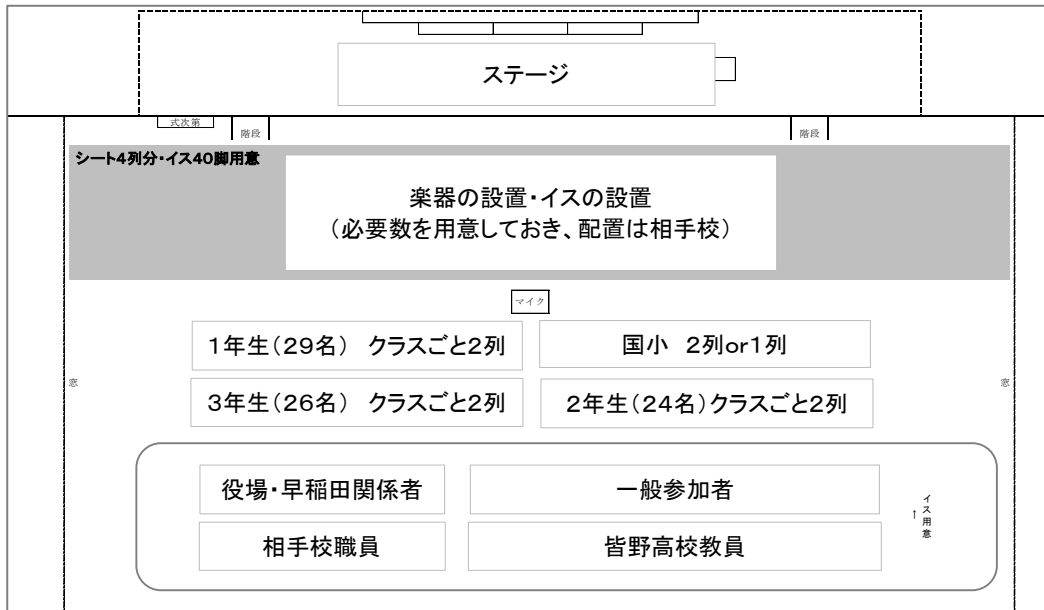 ステージ
式次第
階段
階段
シート4列分・イス40脚用意
楽器の設置・イスの設置
（必要数を用意しておき、配置は相手校）
マイク
1年生（29名）　クラスごと2列
国小　2列or1列
窓
窓
3年生（26名）　クラスごと2列
2年生（24名）クラスごと2列
役場・早稲田関係者
一般参加者
イス用意
↑
相手校職員
皆野高校教員